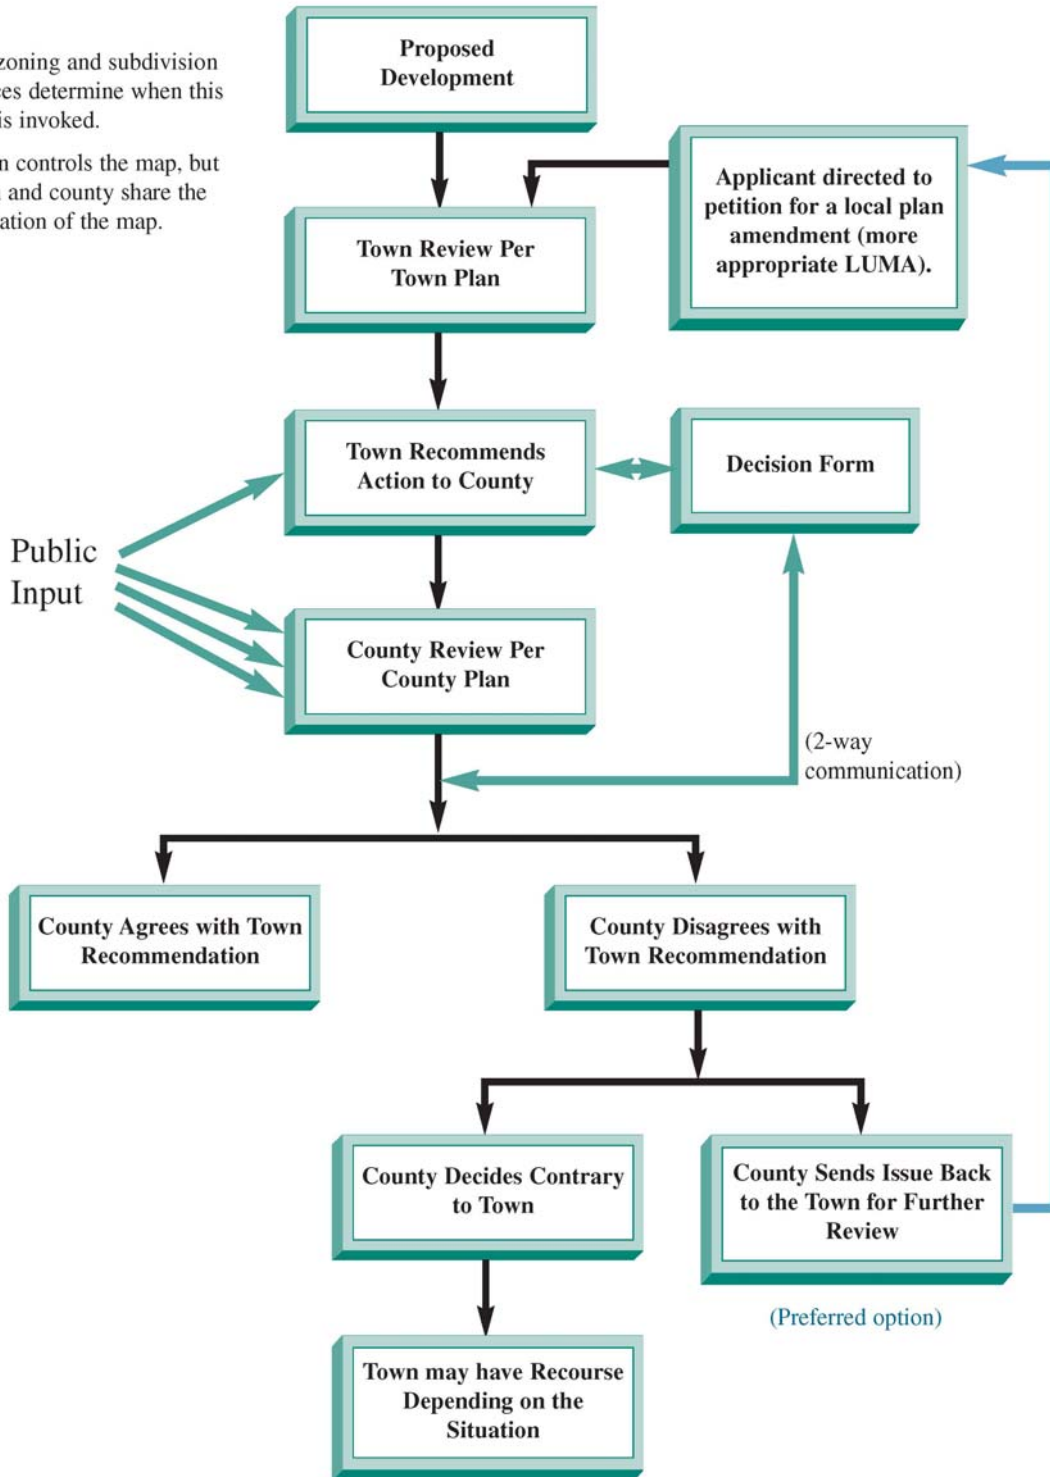 Proposed
Development
zoning and subdivision
ces determine when this
is invoked.
n controls the map, but
n and county share the
ation of the map.
Applicant directed to
petition for a local plan
amendment (more
appropriate LUMA).
Town Review Per
Town Plan
Town Recommends
Action to County
Decision Form
Public
Input
County Review Per
County Plan
(2-way
communication)
County Agrees with Town
Recommendation
County Disagrees with
Town Recommendation
County Decides Contrary
to Town
County Sends Issue Back
to the Town for Further
Review
(Preferred option)
Town may have Recourse
Depending on the
Situation